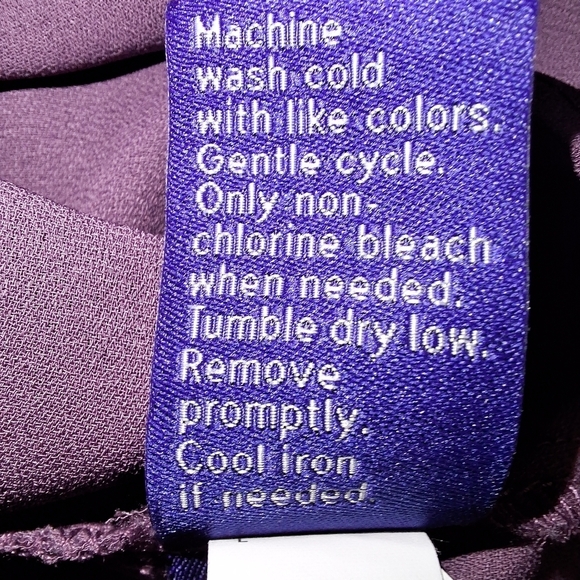 Machine
wash cold
with like colors.
Gentle cycle.
Only non-
chlorine bleach
when needed.
Tumble dry low.
Remove
promptly.
Cool iron
if needed.